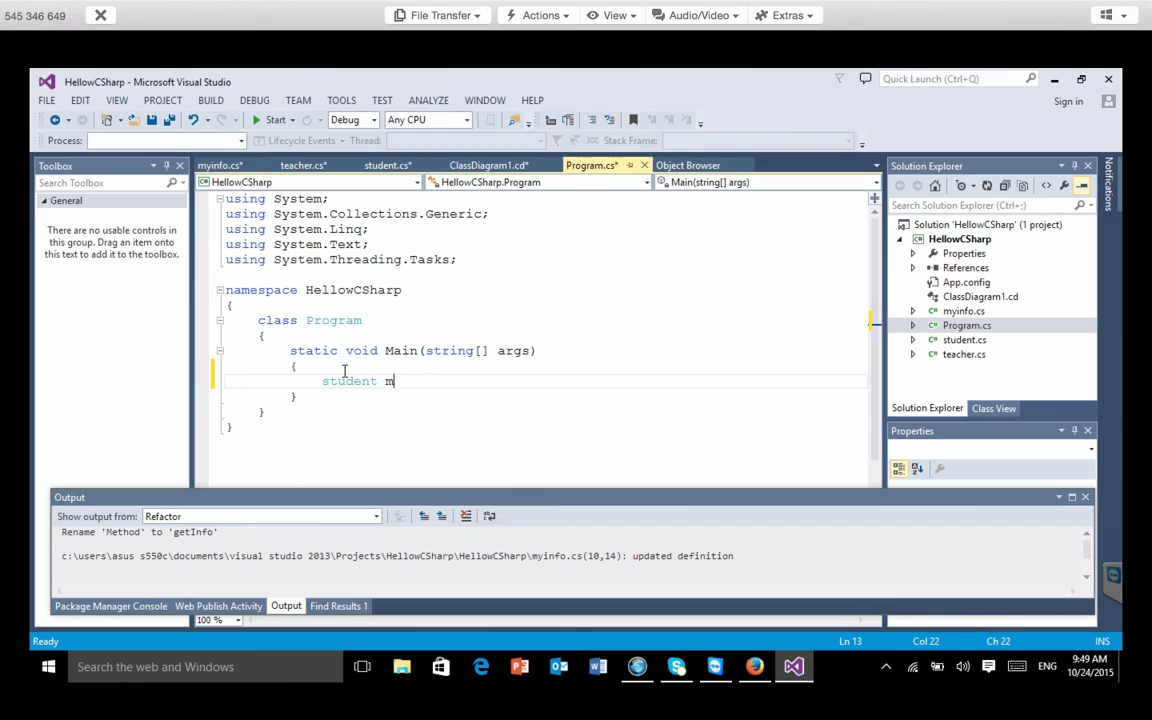 545 346 649
File Transfer
Actions
View
Audio/Video
Extras
HellowCSharp - Microsoft Visual Studio
Quick Launch (Ctrl+Q)
FILE EDIT VIEW PROJECT BUILD DEBUG TEAM TOOLS TEST ANALYZE WINDOW HELP
Sign in
Start Debug Any CPU
Process: Lifecycle Events Stack Frame:
Toolbox
Search Toolbox
General
There are no usable controls in
this group. Drag an item onto
this text to add it to the toolbox.
myinfo.cs* teacher.cs* student.cs* ClassDiagram1.cd* Program.cs* Object Browser
HellowCSharp HellowCSharp.Program Main(string[] args)
using System;
using System.Collections.Generic;
using System.Linq;
using System.Text;
using System.Threading.Tasks;
namespace HellowCSharp
{
class Program
{
static void Main(string[] args)
{
student m
}
}
}
100 %
Solution Explorer
Search Solution Explorer (Ctrl+;)
Solution 'HellowCSharp' (1 project)
HellowCSharp
Properties
References
App.config
ClassDiagram1.cd
myinfo.cs
Program.cs
student.cs
teacher.cs
Solution Explorer Class View
Properties
Notifications
Output
Show output from: Refactor
Rename 'Method' to 'getInfo'
c:\users\asus s550c\documents\visual studio 2013\Projects\HellowCSharp\HellowCSharp\myinfo.cs(10,14): updated definition
Package Manager Console Web Publish Activity Output Find Results 1
Ready Ln 13 Col 22 Ch 22 INS
Search the web and Windows
ENG
9:49 AM
10/24/2015